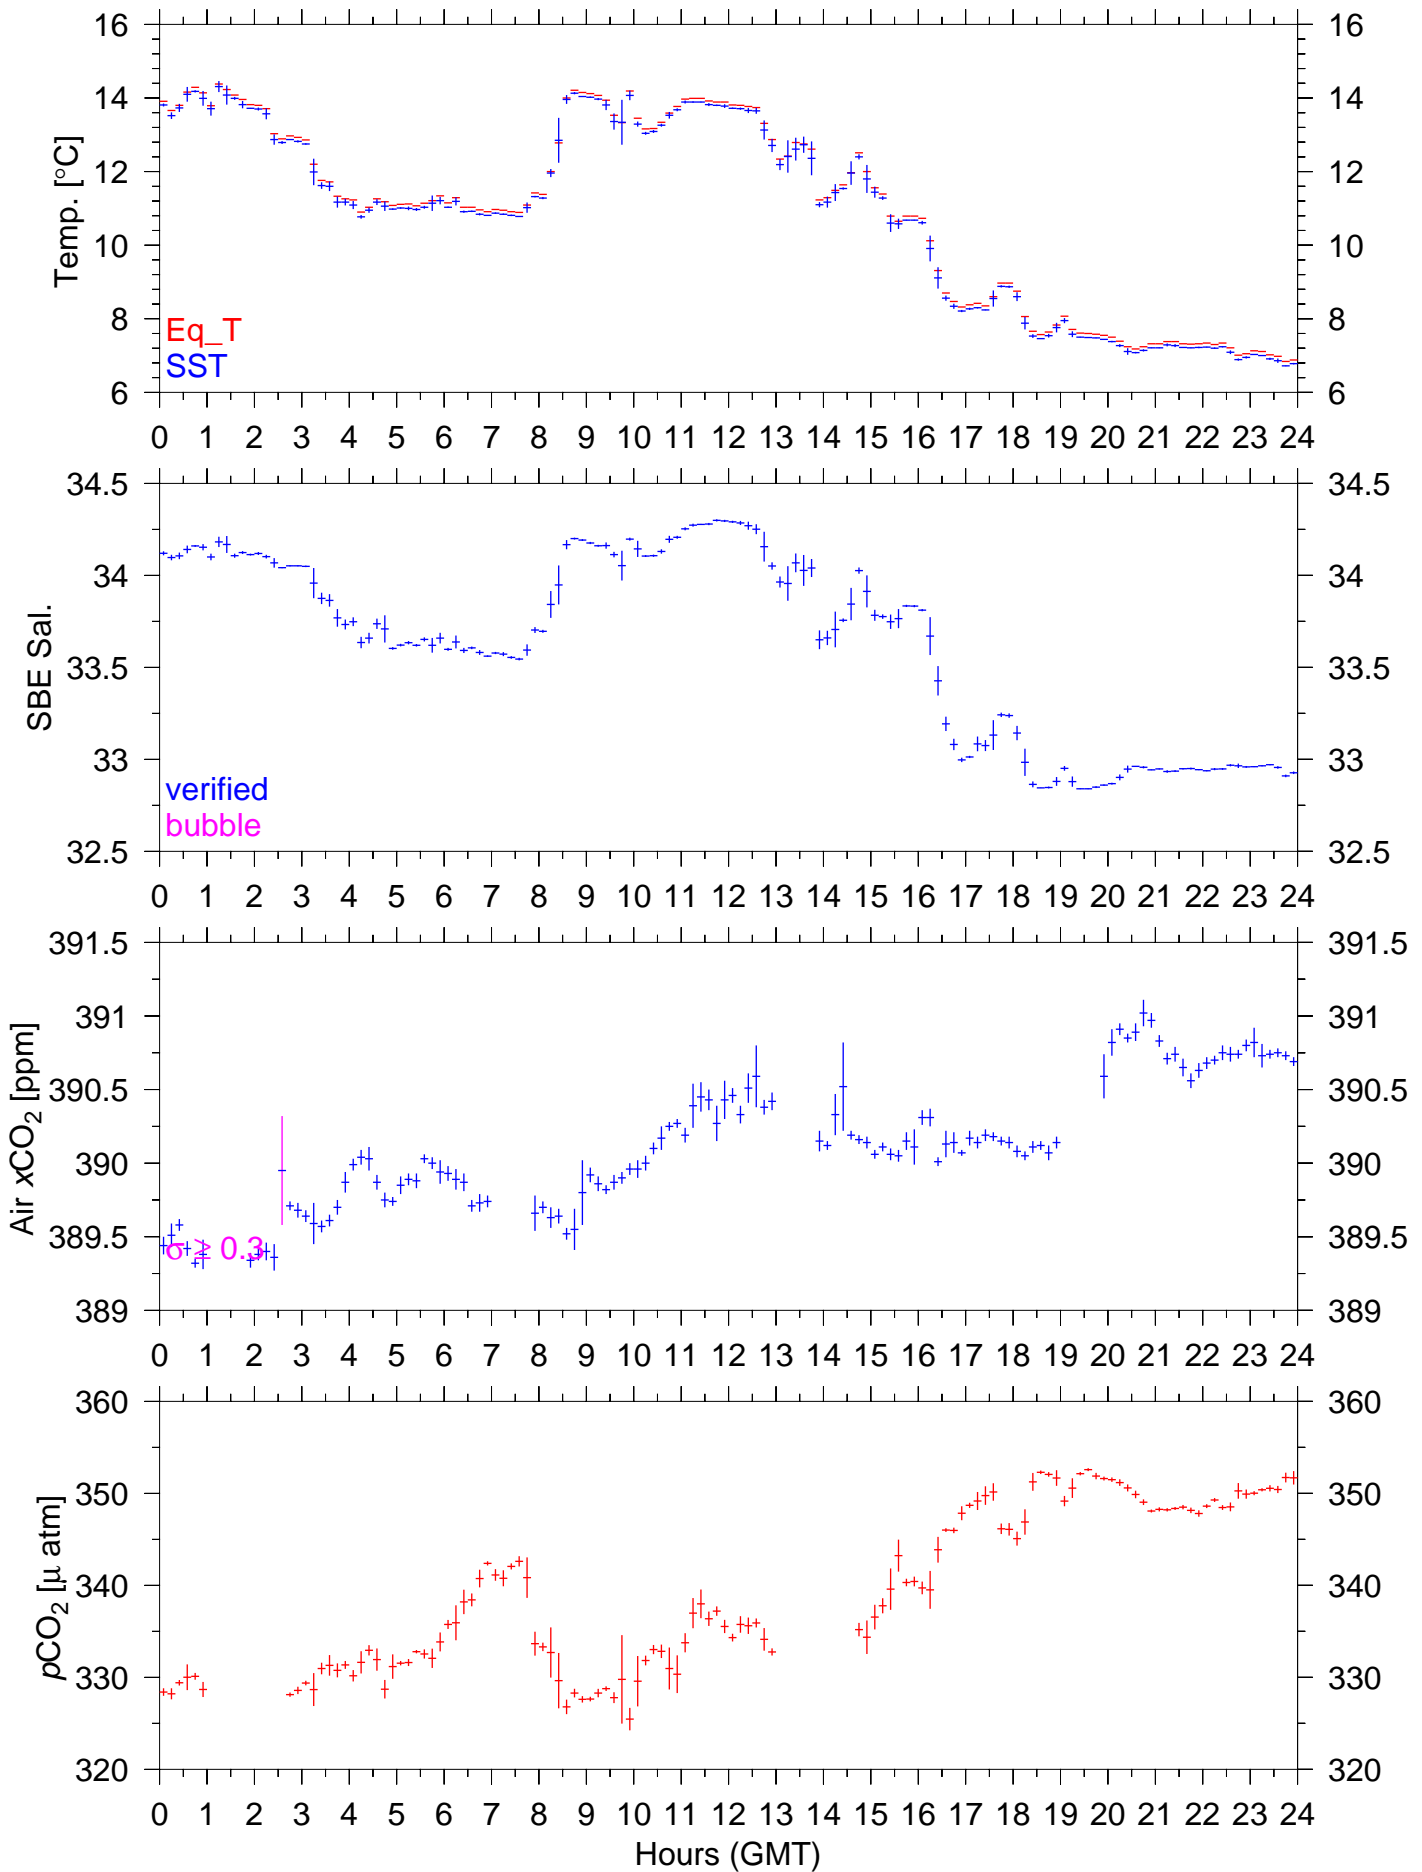 16 16
14 14
12 12
10 10
8 8
6 6
Temp. [°C]
Eq_T
SST
0 1 2 3 4 5 6 7 8 9 10 11 12 13 14 15 16 17 18 19 20 21 22 23 24
34.5 34.5
34 34
33.5 33.5
33 33
32.5 32.5
SBE Sal.
verified
bubble
0 1 2 3 4 5 6 7 8 9 10 11 12 13 14 15 16 17 18 19 20 21 22 23 24
391.5 391.5
391 391
390.5 390.5
390 390
389.5 389.5
389 389
Air xCO₂ [ppm]
σ ≥ 0.3
0 1 2 3 4 5 6 7 8 9 10 11 12 13 14 15 16 17 18 19 20 21 22 23 24
360 360
350 350
340 340
330 330
320 320
pCO₂ [μ atm]
0 1 2 3 4 5 6 7 8 9 10 11 12 13 14 15 16 17 18 19 20 21 22 23 24
Hours (GMT)